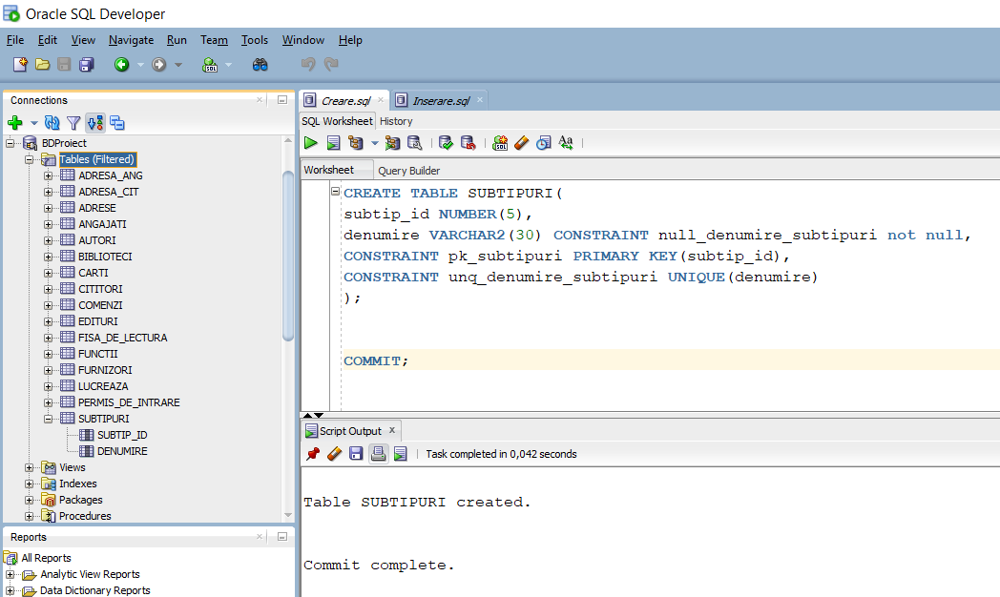 Oracle SQL Developer
File Edit View Navigate Run Team Tools Window Help
Connections
BDProject
Tables (Filtered)
ADRESA_ANG
ADRESA_CIT
ADRESE
ANGAJATI
AUTORI
BIBLIOTECI
CARTI
CITITORI
COMENZI
EDITURI
FISA_DE_LECTURA
FUNCTII
FURNIZORI
LUCREAZA
PERMIS_DE_INTRARE
SUBTIPURI
SUBTIP_ID
DENUMIRE
Views
Indexes
Packages
Procedures
Reports
All Reports
Analytic View Reports
Data Dictionary Reports
Creare.sql Inserare.sql
SQL Worksheet History
Worksheet Query Builder
CREATE TABLE SUBTIPURI(
subtip_id NUMBER(5),
denumire VARCHAR2(30) CONSTRAINT null_denumire_subtipuri not null,
CONSTRAINT pk_subtipuri PRIMARY KEY(subtip_id),
CONSTRAINT unq_denumire_subtipuri UNIQUE(denumire)
);
COMMIT;
Script Output x
Task completed in 0,042 seconds
Table SUBTIPURI created.
Commit complete.